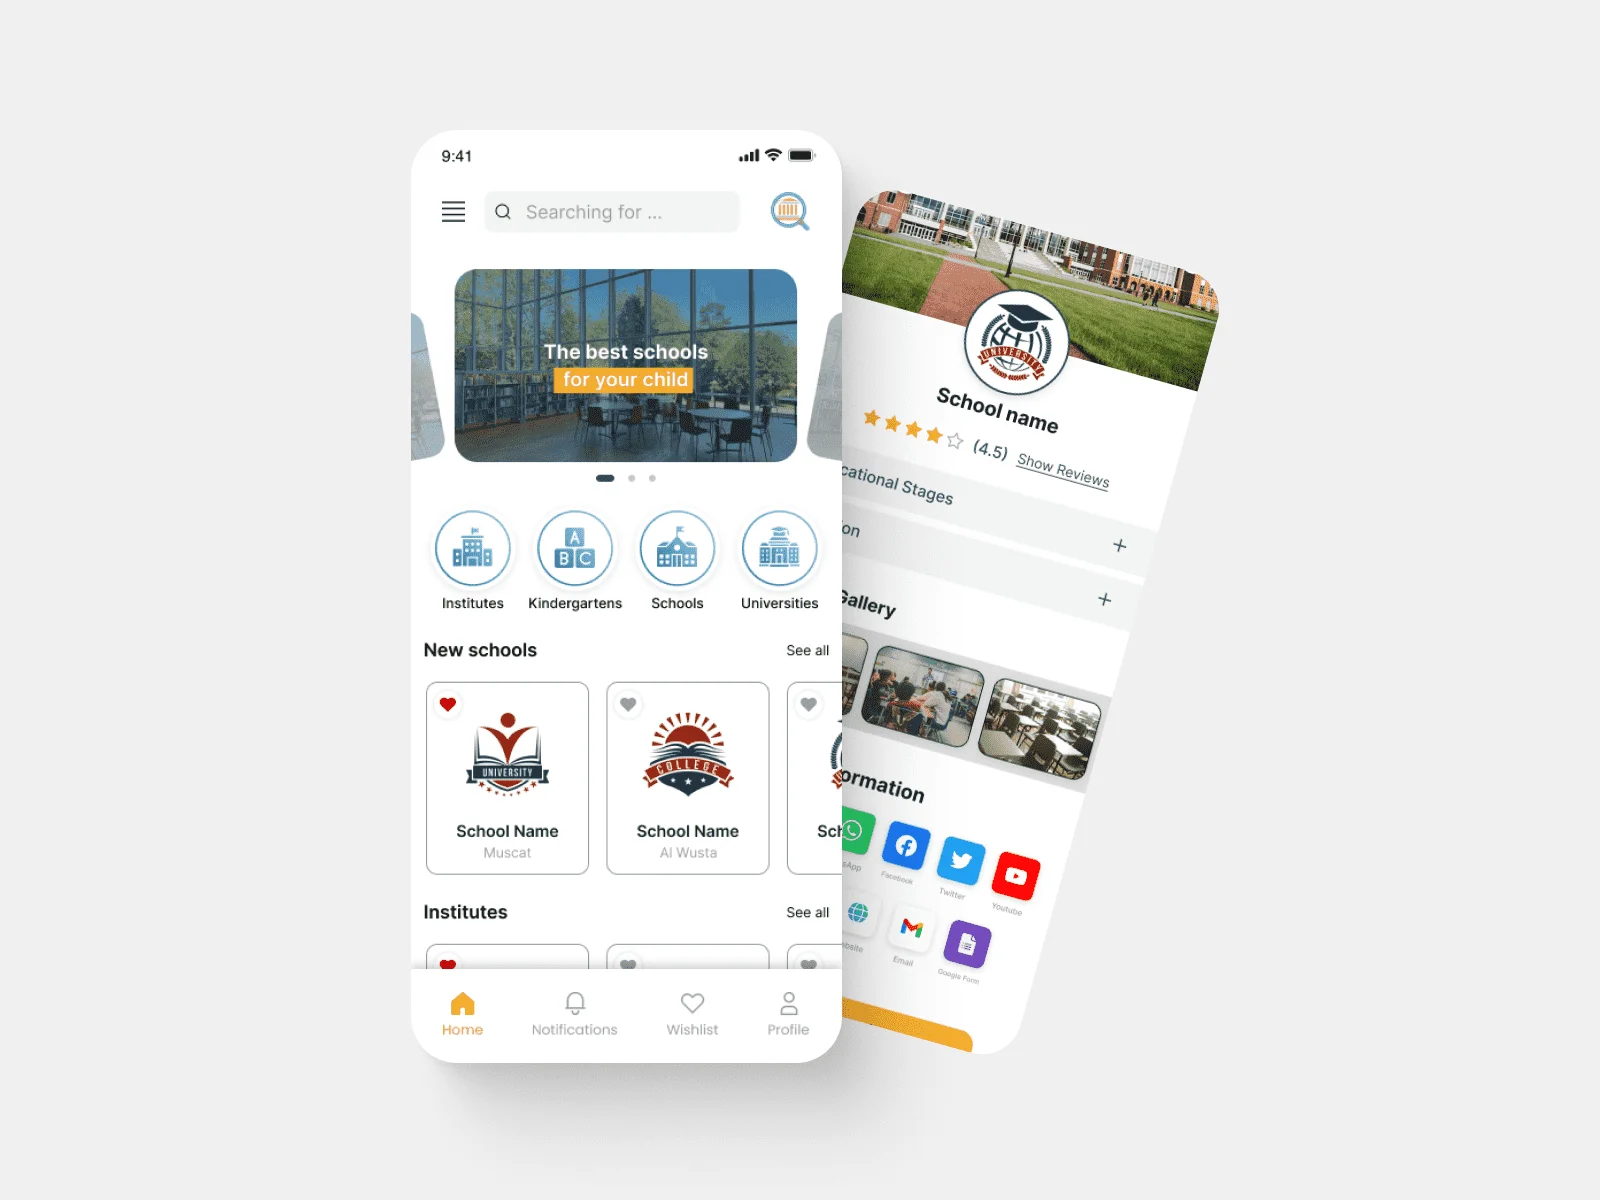 9:41
Searching for ...
The best schools
for your child
Institutes
Kindergartens
Schools
Universities
New schools
See all
UNIVERSITY
School Name
Muscat
COLLEGE
School Name
Al Wusta
Sch
Institutes
See all
Home
Notifications
Wishlist
Profile
UNIVERSITY
School name
(4.5) Show Reviews
cational Stages
on
Gallery
ormation
sApp
Facebook
Twitter
Youtube
bsite
Email
Google Form
A
B
C